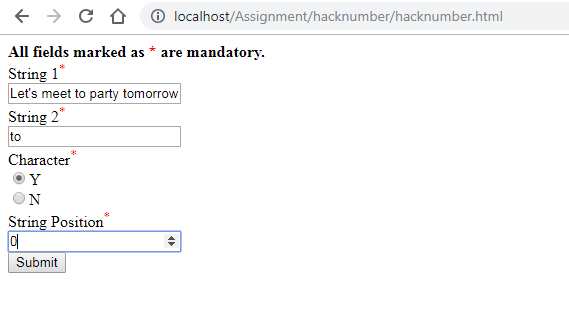 localhost/Assignment/hacknumber/hacknumber.html
All fields marked as * are mandatory.
String 1*
Let's meet to party tomorrow
String 2*
to
Character*
Y
N
String Position*
0
Submit